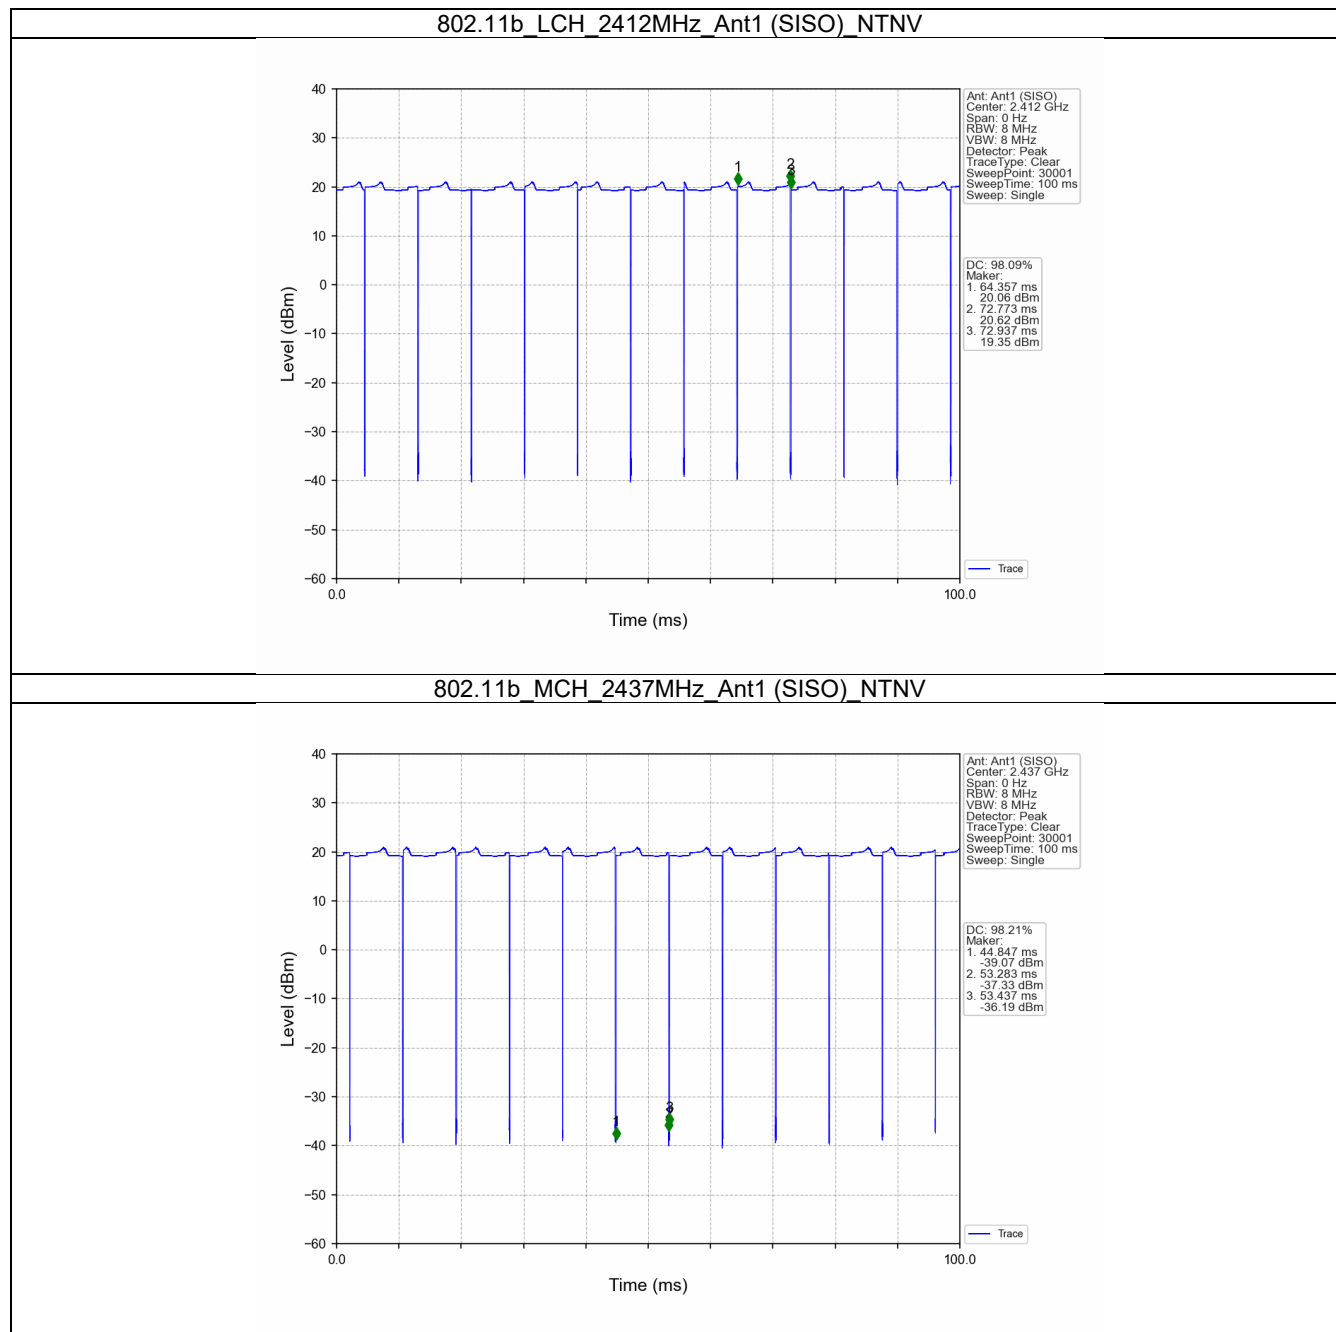 802.11b_LCH_2412MHz_Ant1 (SISO)_NTNV
40
30
20
10
0
−10
−20
−30
−40
−50
−60
Level (dBm)
0.0
100.0
Time (ms)
1
2
3
Ant: Ant1 (SISO)
Center: 2.412 GHz
Span: 0 Hz
RBW: 8 MHz
VBW: 8 MHz
Detector: Peak
TraceType: Clear
SweepPoint: 30001
SweepTime: 100 ms
Sweep: Single
DC: 98.09%
Maker:
1. 64.357 ms
20.06 dBm
2. 72.773 ms
20.62 dBm
3. 72.937 ms
19.35 dBm
Trace
802.11b_MCH_2437MHz_Ant1 (SISO)_NTNV
40
30
20
10
0
−10
−20
−30
−40
−50
−60
Level (dBm)
0.0
100.0
Time (ms)
1
3
Ant: Ant1 (SISO)
Center: 2.437 GHz
Span: 0 Hz
RBW: 8 MHz
VBW: 8 MHz
Detector: Peak
TraceType: Clear
SweepPoint: 30001
SweepTime: 100 ms
Sweep: Single
DC: 98.21%
Maker:
1. 44.847 ms
-39.07 dBm
2. 53.283 ms
-37.33 dBm
3. 53.437 ms
-36.19 dBm
Trace